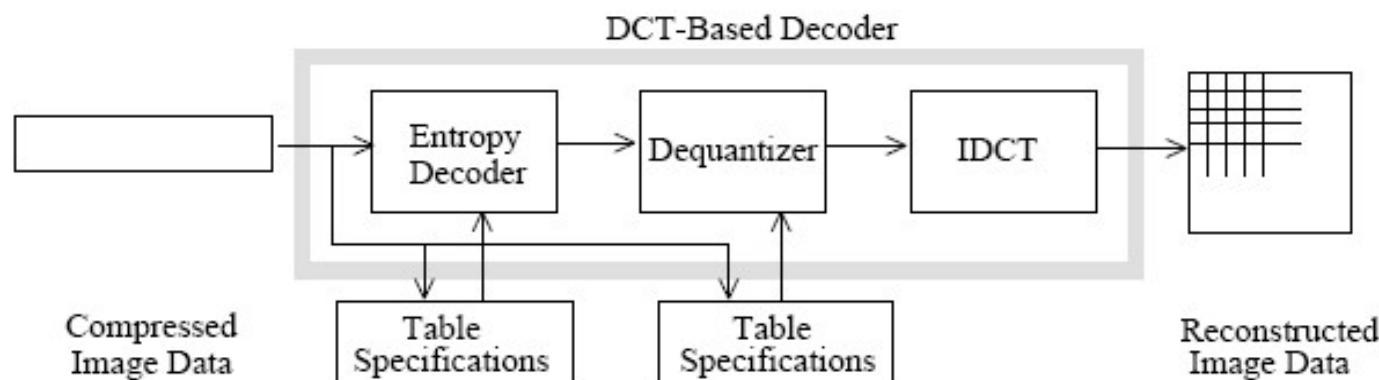 DCT-Based Decoder
Entropy
Decoder
Dequantizer
IDCT
Compressed
Image Data
Table
Specifications
Table
Specifications
Reconstructed
Image Data